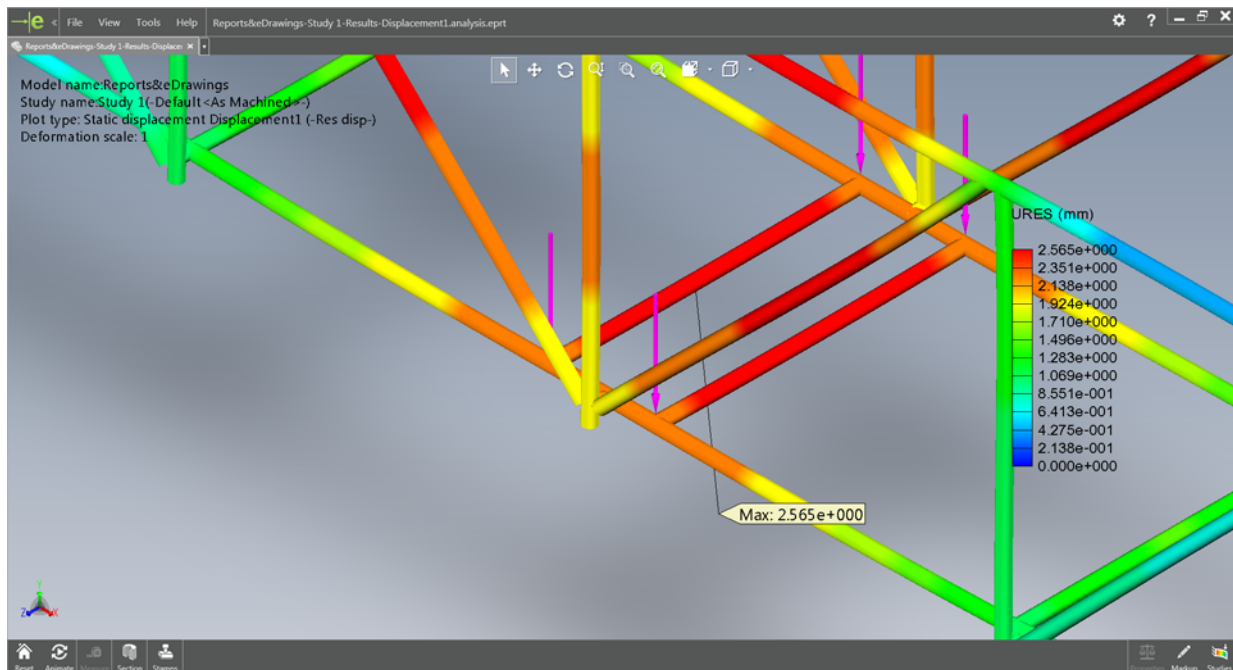 e « File View Tools Help Reports&eDrawings-Study 1-Results-Displacement1.analysis.eprt ?
Reports&eDrawings-Study 1-Results-Displace
Model name:Reports&eDrawings
Study name:Study 1(-Default<As Machined>-)
Plot type: Static displacement Displacement1 (-Res disp-)
Deformation scale: 1
URES (mm)
2.565e+000
2.351e+000
2.138e+000
1.924e+000
1.710e+000
1.496e+000
1.283e+000
1.069e+000
8.551e-001
6.413e-001
4.275e-001
2.138e-001
0.000e+000
Max: 2.565e+000
Y
Z X
Reset Animate Measure Section Stamps Properties Markup Studies